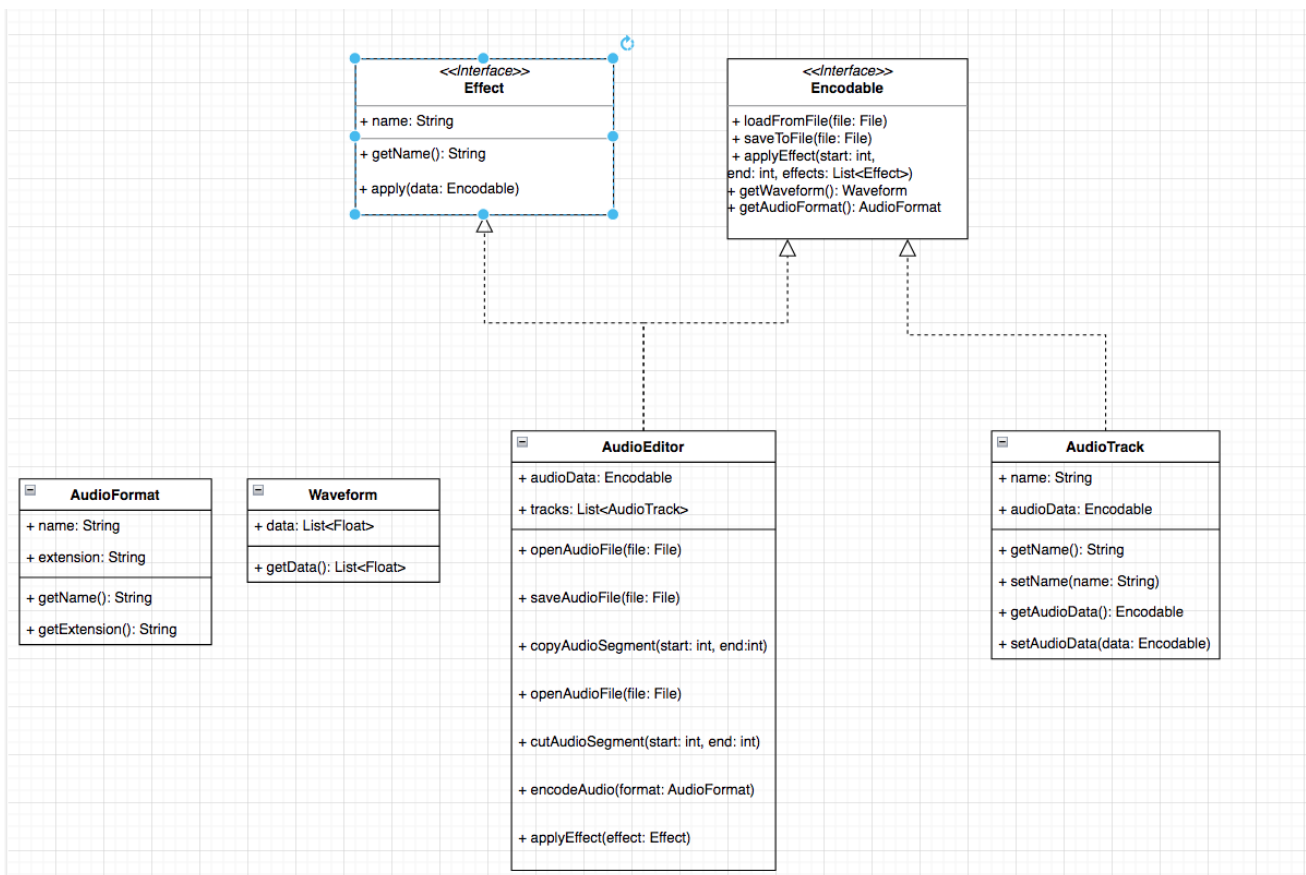 <<Interface>>
Effect
+ name: String
+ getName(): String
+ apply(data: Encodable)
<<Interface>>
Encodable
+ loadFromFile(file: File)
+ saveToFile(file: File)
+ applyEffect(start: int,
end: int, effects: List<Effect>)
+ getWaveform(): Waveform
+ getAudioFormat(): AudioFormat
AudioFormat
+ name: String
+ extension: String
+ getName(): String
+ getExtension(): String
Waveform
+ data: List<Float>
+ getData(): List<Float>
AudioEditor
+ audioData: Encodable
+ tracks: List<AudioTrack>
+ openAudioFile(file: File)
+ saveAudioFile(file: File)
+ copyAudioSegment(start: int, end:int)
+ openAudioFile(file: File)
+ cutAudioSegment(start: int, end: int)
+ encodeAudio(format: AudioFormat)
+ applyEffect(effect: Effect)
AudioTrack
+ name: String
+ audioData: Encodable
+ getName(): String
+ setName(name: String)
+ getAudioData(): Encodable
+ setAudioData(data: Encodable)